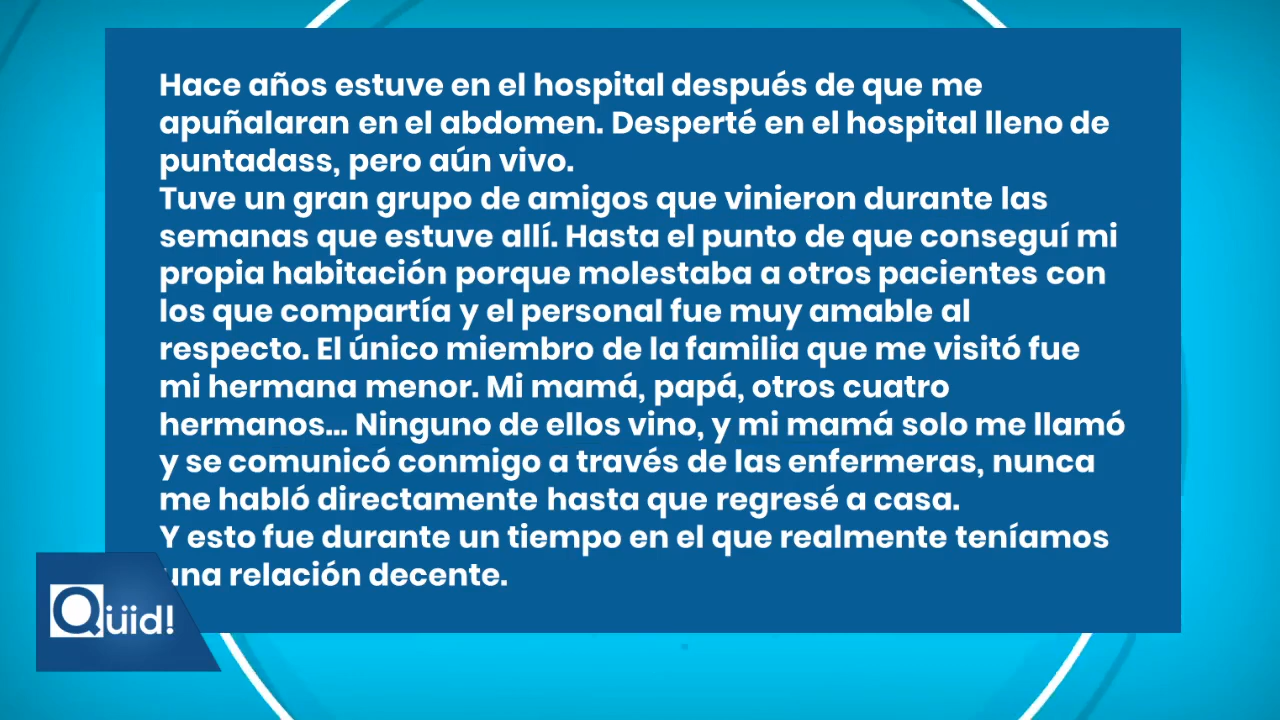 Hace años estuve en el hospital después de que me
apuñalaran en el abdomen. Desperté en el hospital lleno de
puntadass, pero aún vivo.
Tuve un gran grupo de amigos que vinieron durante las
semanas que estuve allí. Hasta el punto de que conseguí mi
propia habitación porque molestaba a otros pacientes con
los que compartía y el personal fue muy amable al
respecto. El único miembro de la familia que me visitó fue
mi hermana menor. Mi mamá, papá, otros cuatro
hermanos... Ninguno de ellos vino, y mi mamá solo me llamó
y se comunicó conmigo a través de las enfermeras, nunca
me habló directamente hasta que regresé a casa.
Y esto fue durante un tiempo en el que realmente teníamos
una relación decente.
Qüid!